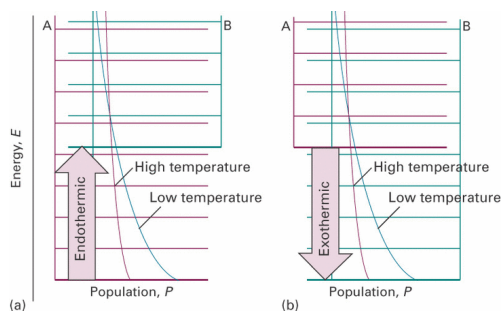 A
B
A
B
Energy, E
High temperature
Low temperature
Endothermic
High temperature
Low temperature
Exothermic
(a)
Population, P
(b)
Population, P